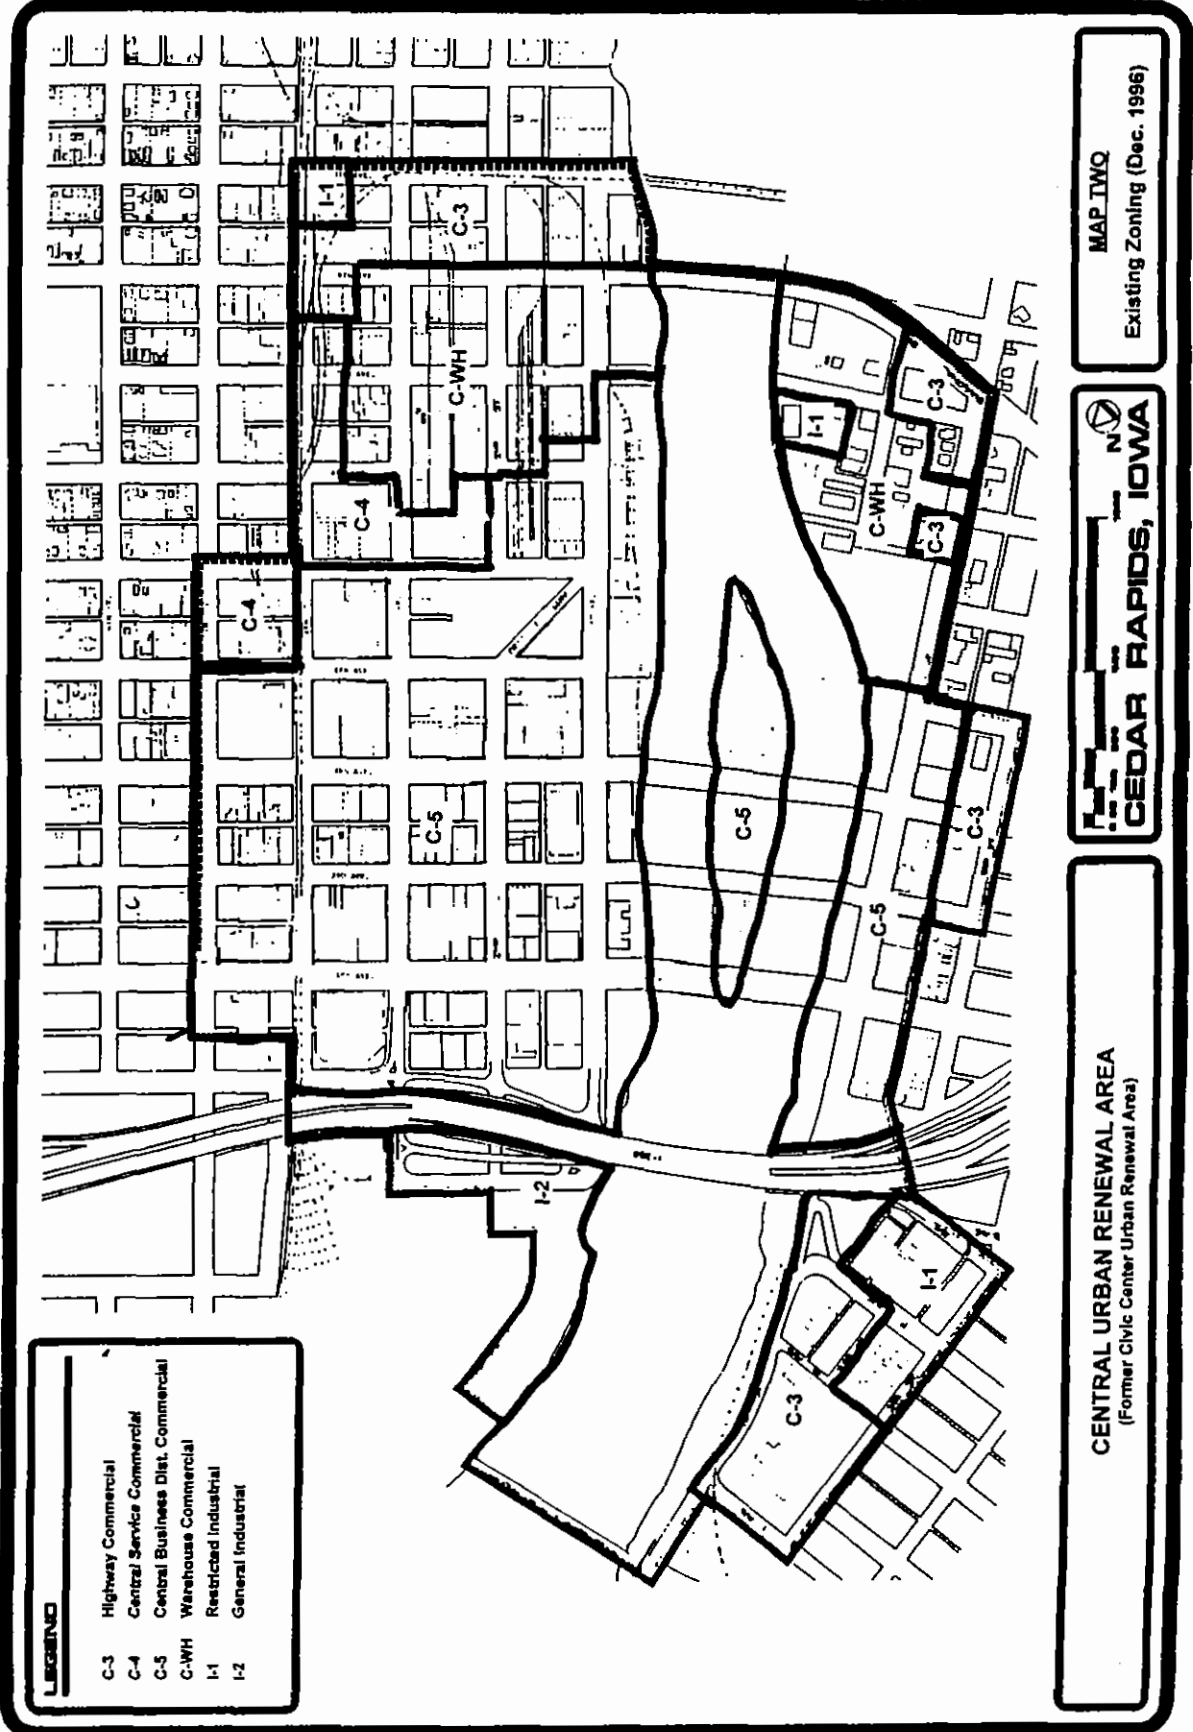 LEGEND
C-3 Highway Commercial
C-4 Central Service Commercial
C-5 Central Business Dist. Commercial
C-WH Warehouse Commercial
I-1 Restricted Industrial
I-2 General Industrial
C-4
I-1
C-4
C-WH
C-3
C-5
I-2
C-5
I-1
C-WH
C-3
C-3
C-5
C-3
C-3
I-1
CENTRAL URBAN RENEWAL AREA
(Former Civic Center Urban Renewal Area)
N
CEDAR RAPIDS, IOWA
MAP TWO
Existing Zoning (Dec. 1996)